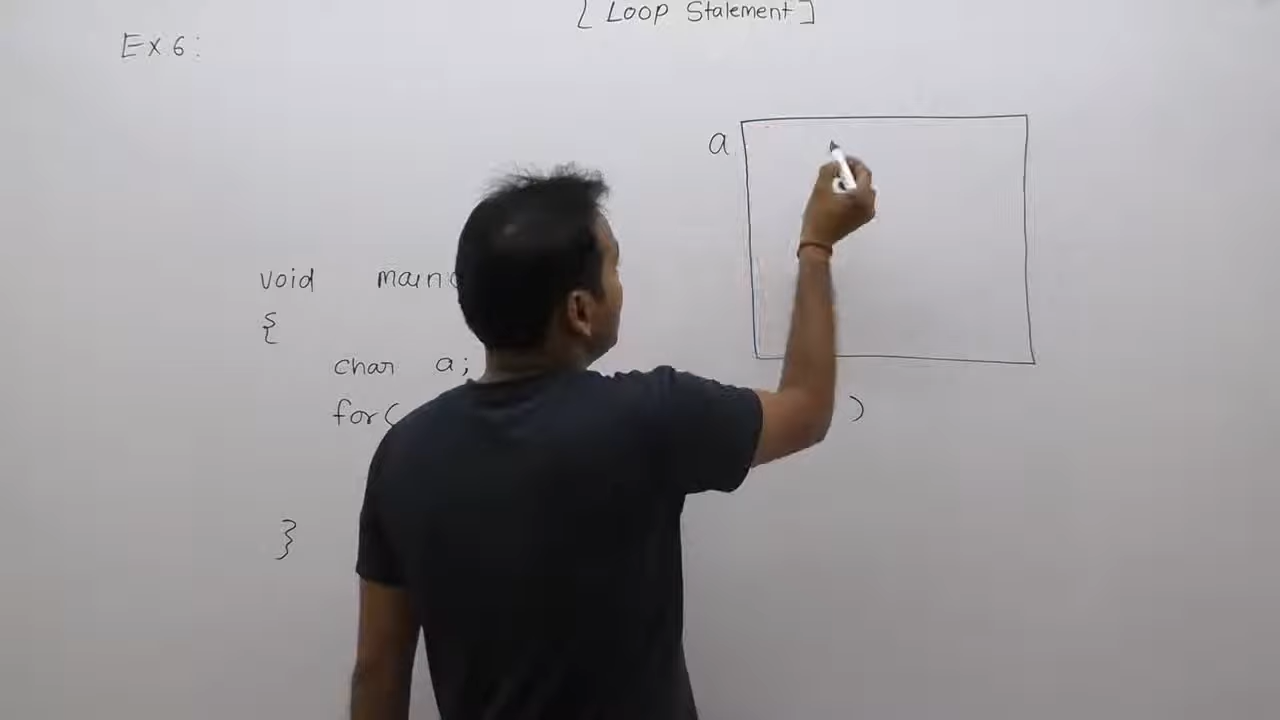 [ Loop Statement ]
Ex 6:
a
void main(
{
char a;
for( )
}